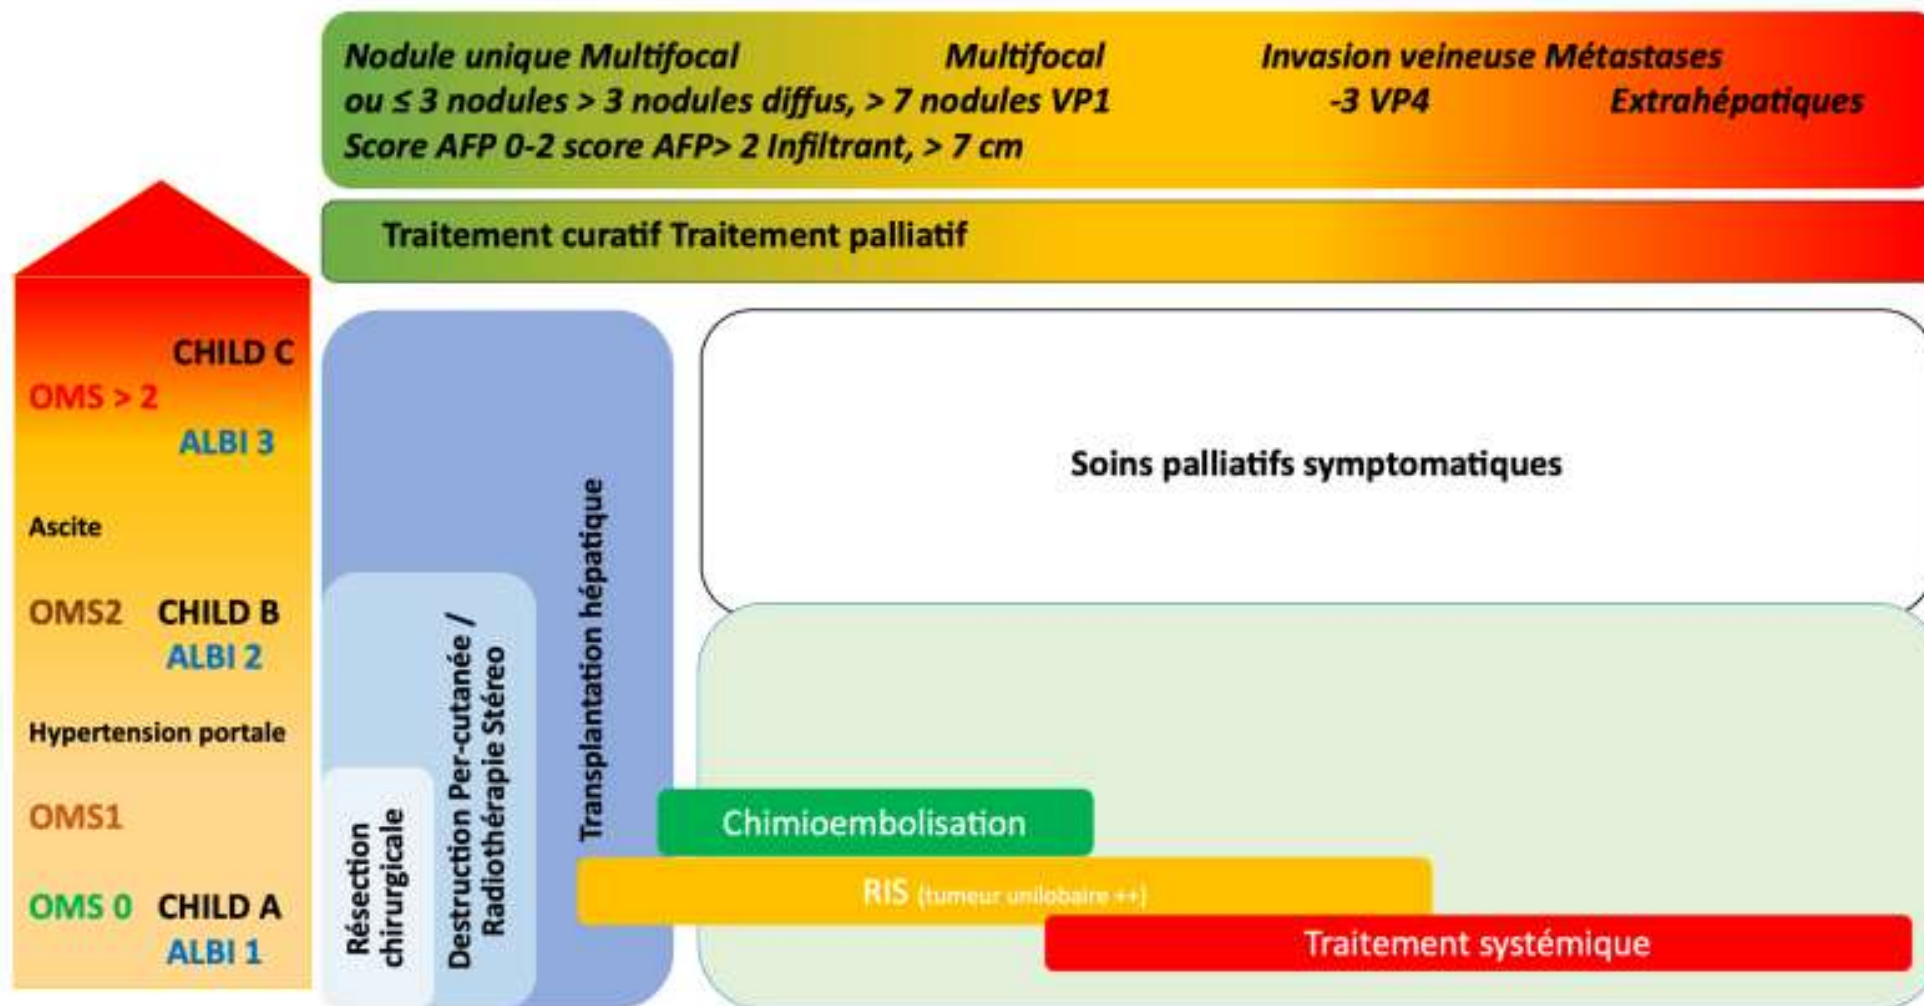 Nodule unique Multifocal Multifocal Invasion veineuse Métastases
ou ≤ 3 nodules > 3 nodules diffus, > 7 nodules VP1 -3 VP4 Extrahépatiques
Score AFP 0-2 score AFP> 2 Infiltrant, > 7 cm
Traitement curatif Traitement palliatif
CHILD C
OMS > 2
ALBI 3
Ascite
OMS2 CHILD B
ALBI 2
Hypertension portale
OMS1
OMS 0 CHILD A
ALBI 1
Résection
chirurgicale
Destruction Per-cutanée /
Radiothérapie Stéreo
Transplantation hépatique
Soins palliatifs symptomatiques
Chimioembolisation
RIS (tumeur unilobaire ++)
Traitement systémique